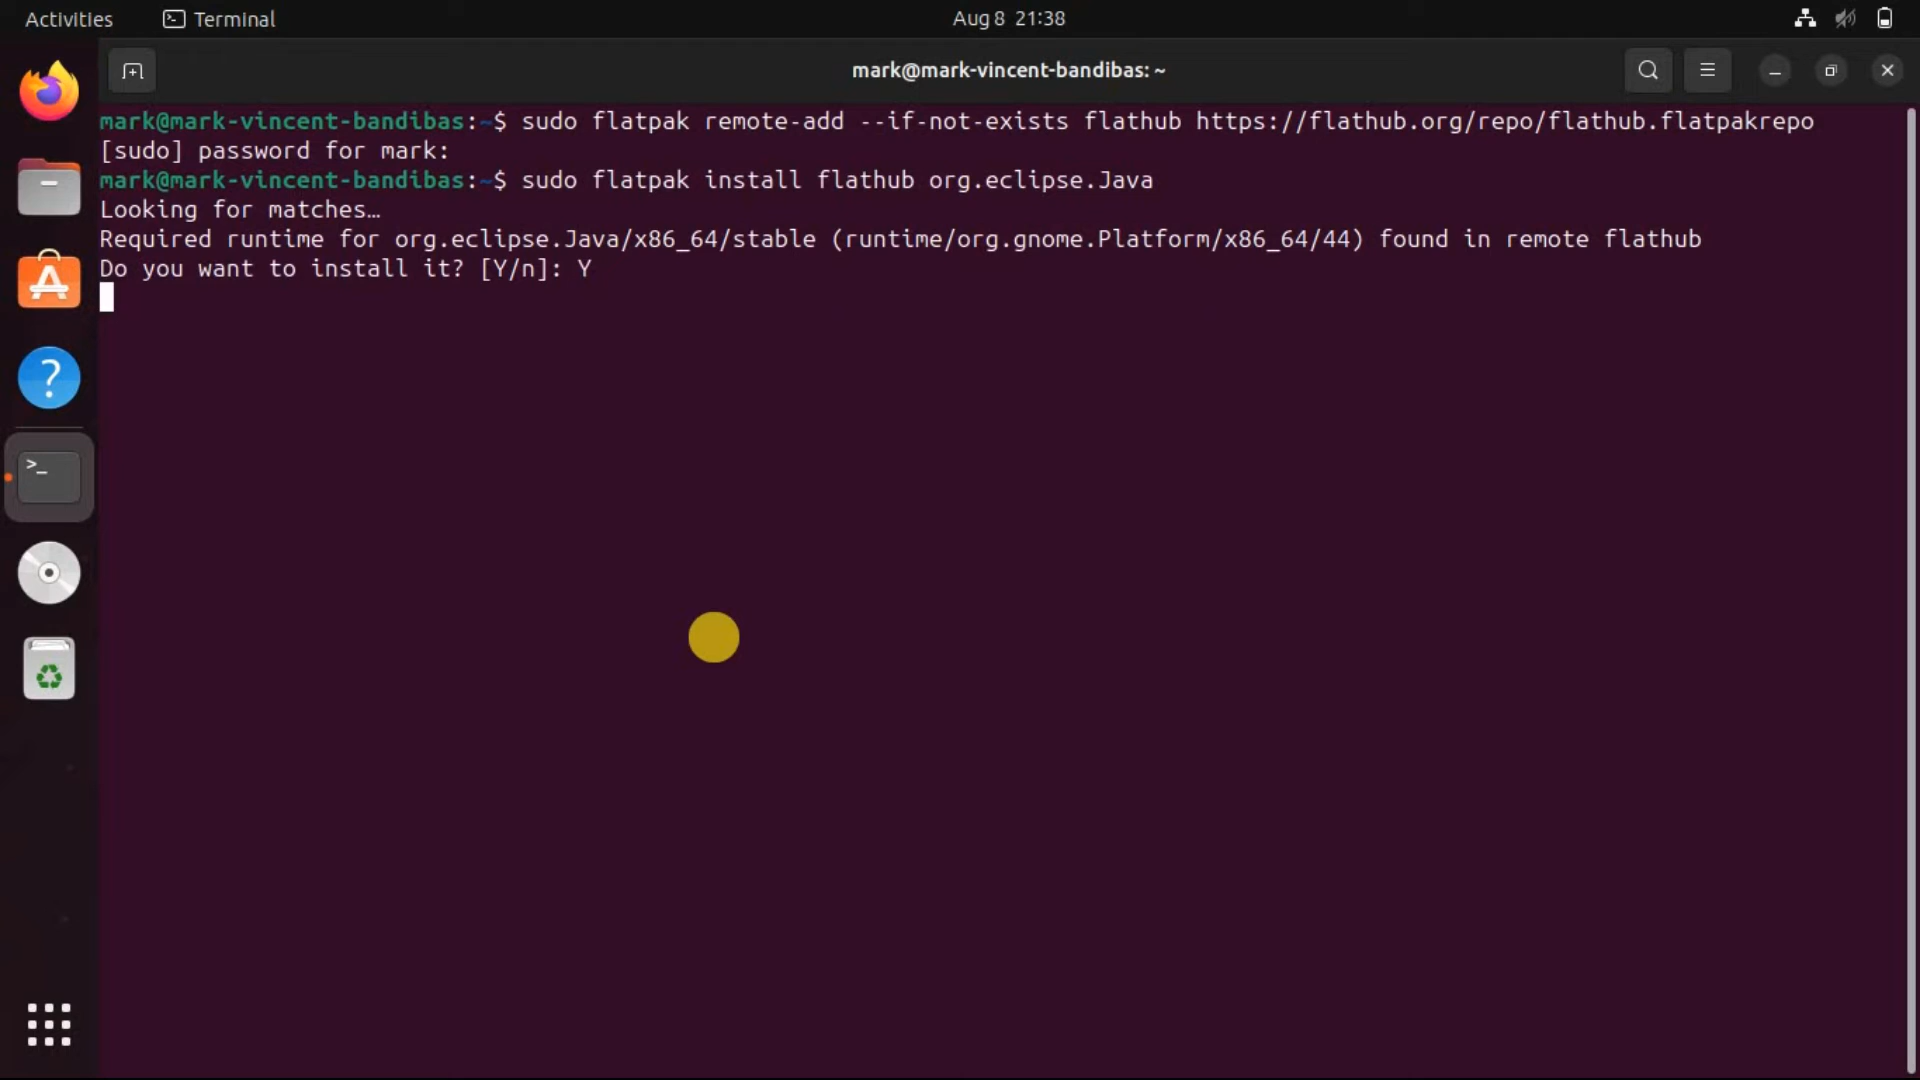 Activities Terminal Aug 8 21:38
mark@mark-vincent-bandibas: ~
mark@mark-vincent-bandibas:~$ sudo flatpak remote-add --if-not-exists flathub https://flathub.org/repo/flathub.flatpakrepo
[sudo] password for mark:
mark@mark-vincent-bandibas:~$ sudo flatpak install flathub org.eclipse.Java
Looking for matches…
Required runtime for org.eclipse.Java/x86_64/stable (runtime/org.gnome.Platform/x86_64/44) found in remote flathub
Do you want to install it? [Y/n]: Y